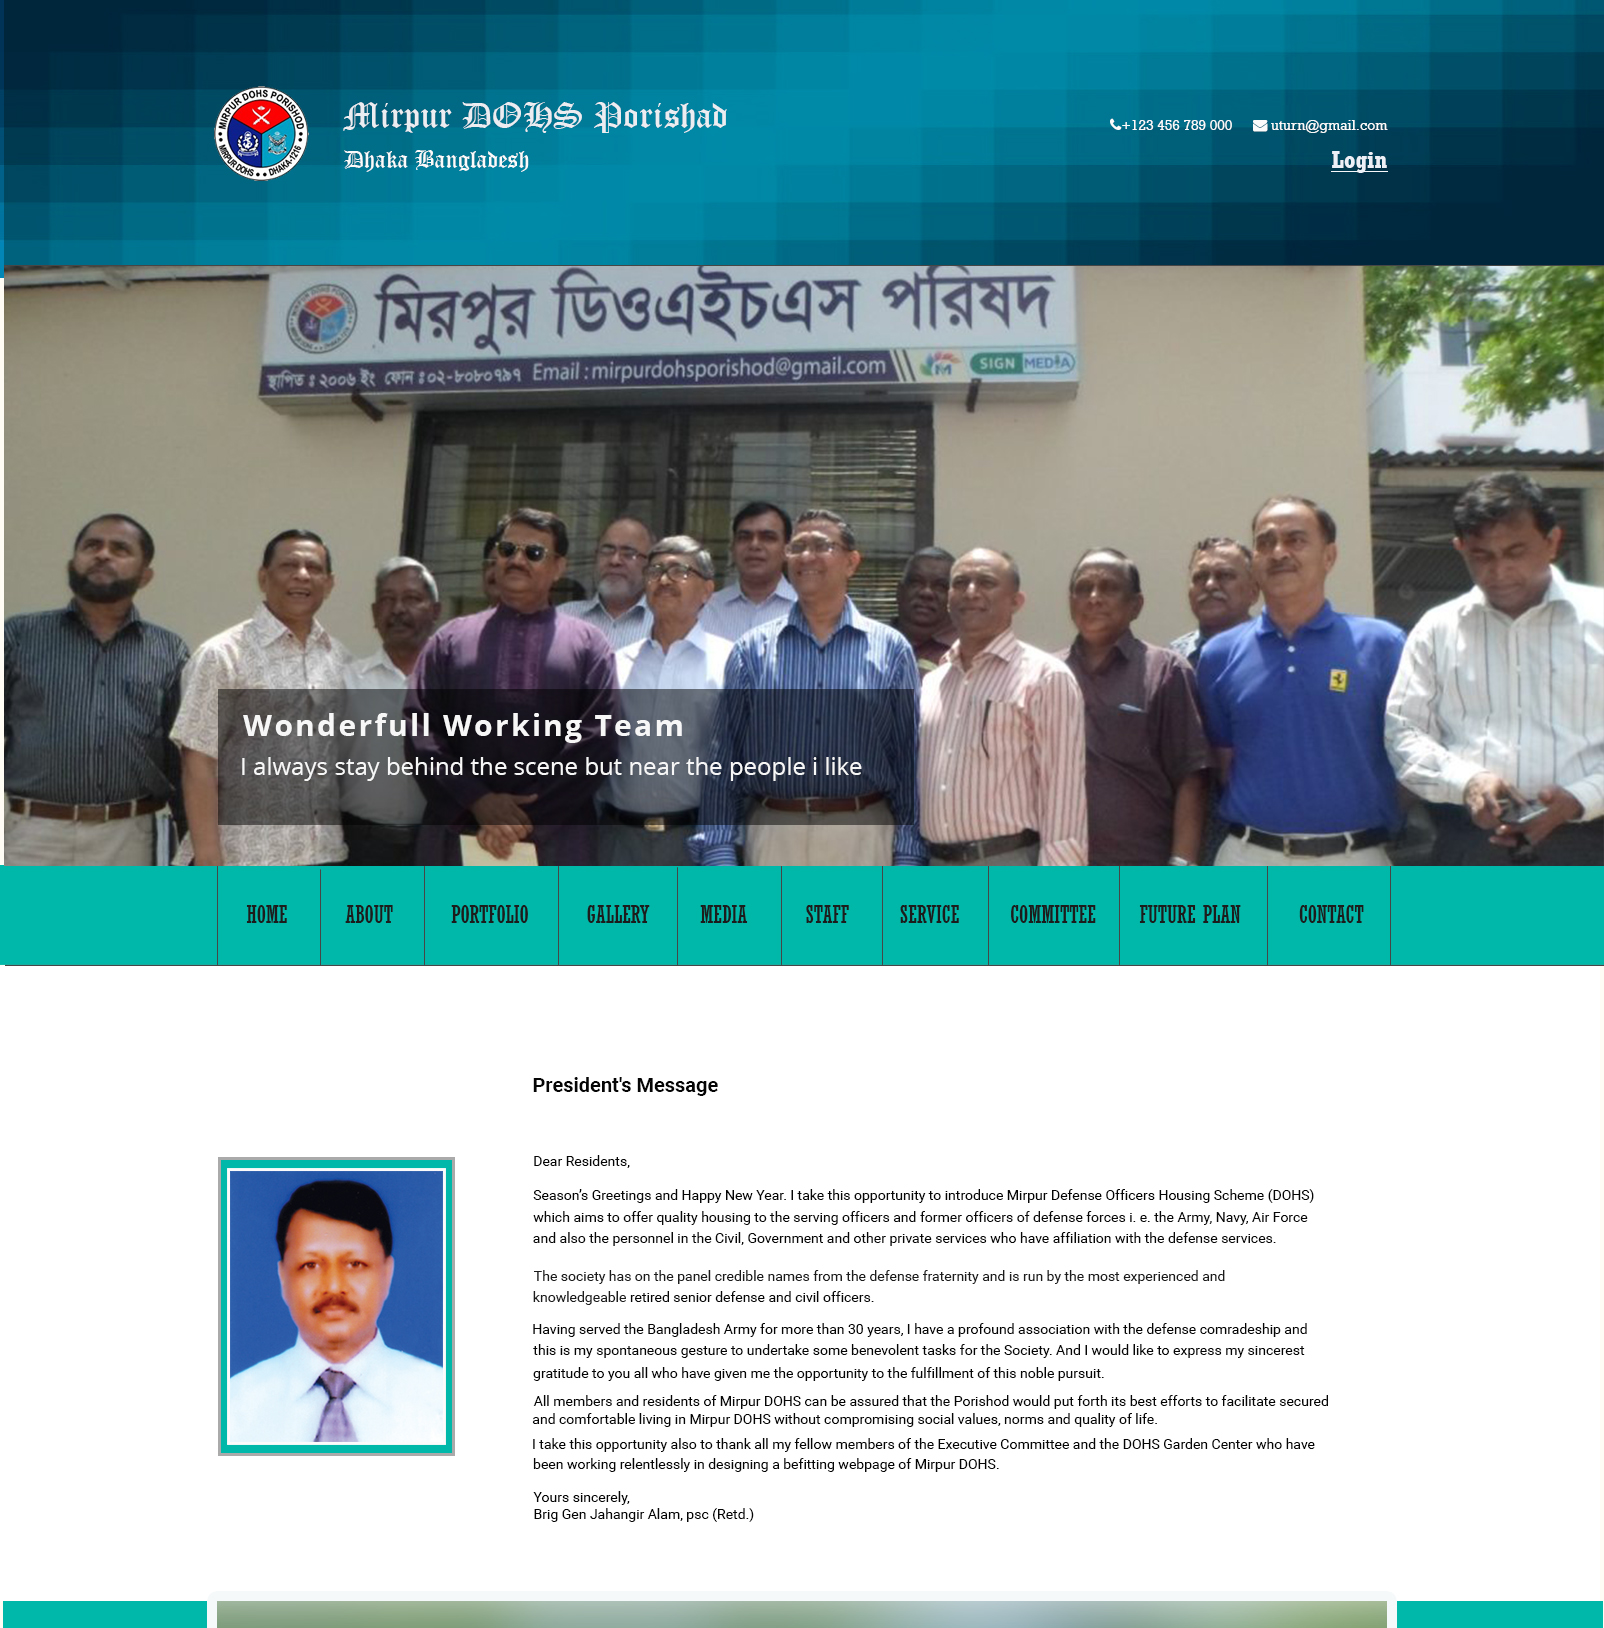 MIRPUR DOHS PORISHOD
MIRPUR DOHS • • DHAKA-1216
Mirpur DOHS Porishad
Dhaka Bangladesh
+123 456 789 000 uturn@gmail.com
Login
মিরপুর ডিওএইচএস পরিষদ
স্থাপিত ঃ ২০০৬ ইং ফোন ঃ ০২-৮০৮০৭৯৭ Email : mirpurdohsporishod@gmail.com SIGN MEDIA
Wonderfull Working Team
I always stay behind the scene but near the people i like
HOME ABOUT PORTFOLIO GALLERY MEDIA STAFF SERVICE COMMITTEE FUTURE PLAN CONTACT
President's Message
Dear Residents,
Season’s Greetings and Happy New Year. I take this opportunity to introduce Mirpur Defense Officers Housing Scheme (DOHS)
which aims to offer quality housing to the serving officers and former officers of defense forces i. e. the Army, Navy, Air Force
and also the personnel in the Civil, Government and other private services who have affiliation with the defense services.
The society has on the panel credible names from the defense fraternity and is run by the most experienced and
knowledgeable retired senior defense and civil officers.
Having served the Bangladesh Army for more than 30 years, I have a profound association with the defense comradeship and
this is my spontaneous gesture to undertake some benevolent tasks for the Society. And I would like to express my sincerest
gratitude to you all who have given me the opportunity to the fulfillment of this noble pursuit.
All members and residents of Mirpur DOHS can be assured that the Porishod would put forth its best efforts to facilitate secured
and comfortable living in Mirpur DOHS without compromising social values, norms and quality of life.
I take this opportunity also to thank all my fellow members of the Executive Committee and the DOHS Garden Center who have
been working relentlessly in designing a befitting webpage of Mirpur DOHS.
Yours sincerely,
Brig Gen Jahangir Alam, psc (Retd.)